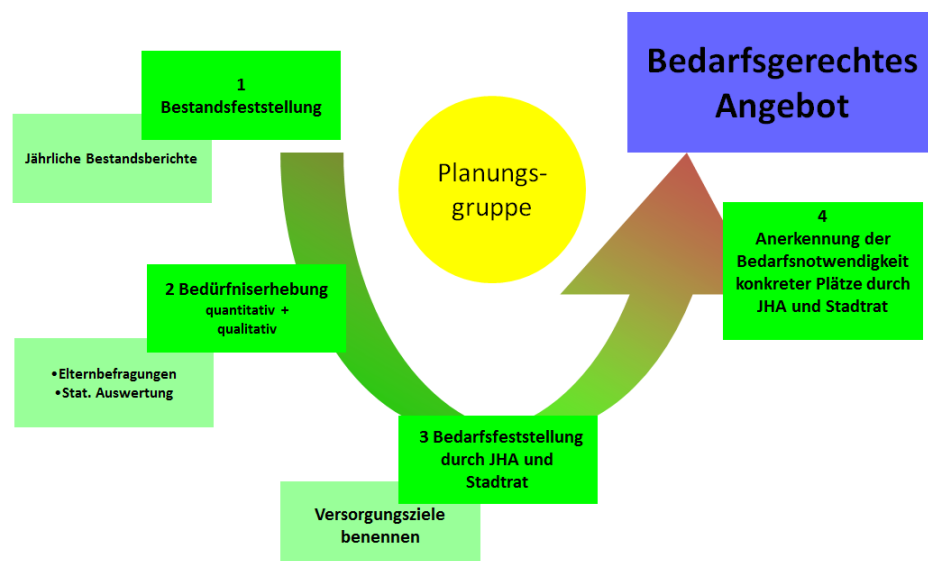 1
Bestandsfeststellung
Jährliche Bestandsberichte
2 Bedürfniserhebung
quantitativ +
qualitativ
•Elternbefragungen
•Stat. Auswertung
3 Bedarfsfeststellung
durch JHA und
Stadtrat
Versorgungsziele
benennen
Planungs-
gruppe
4
Anerkennung der
Bedarfsnotwendigkeit
konkreter Plätze durch
JHA und Stadtrat
Bedarfsgerechtes
Angebot